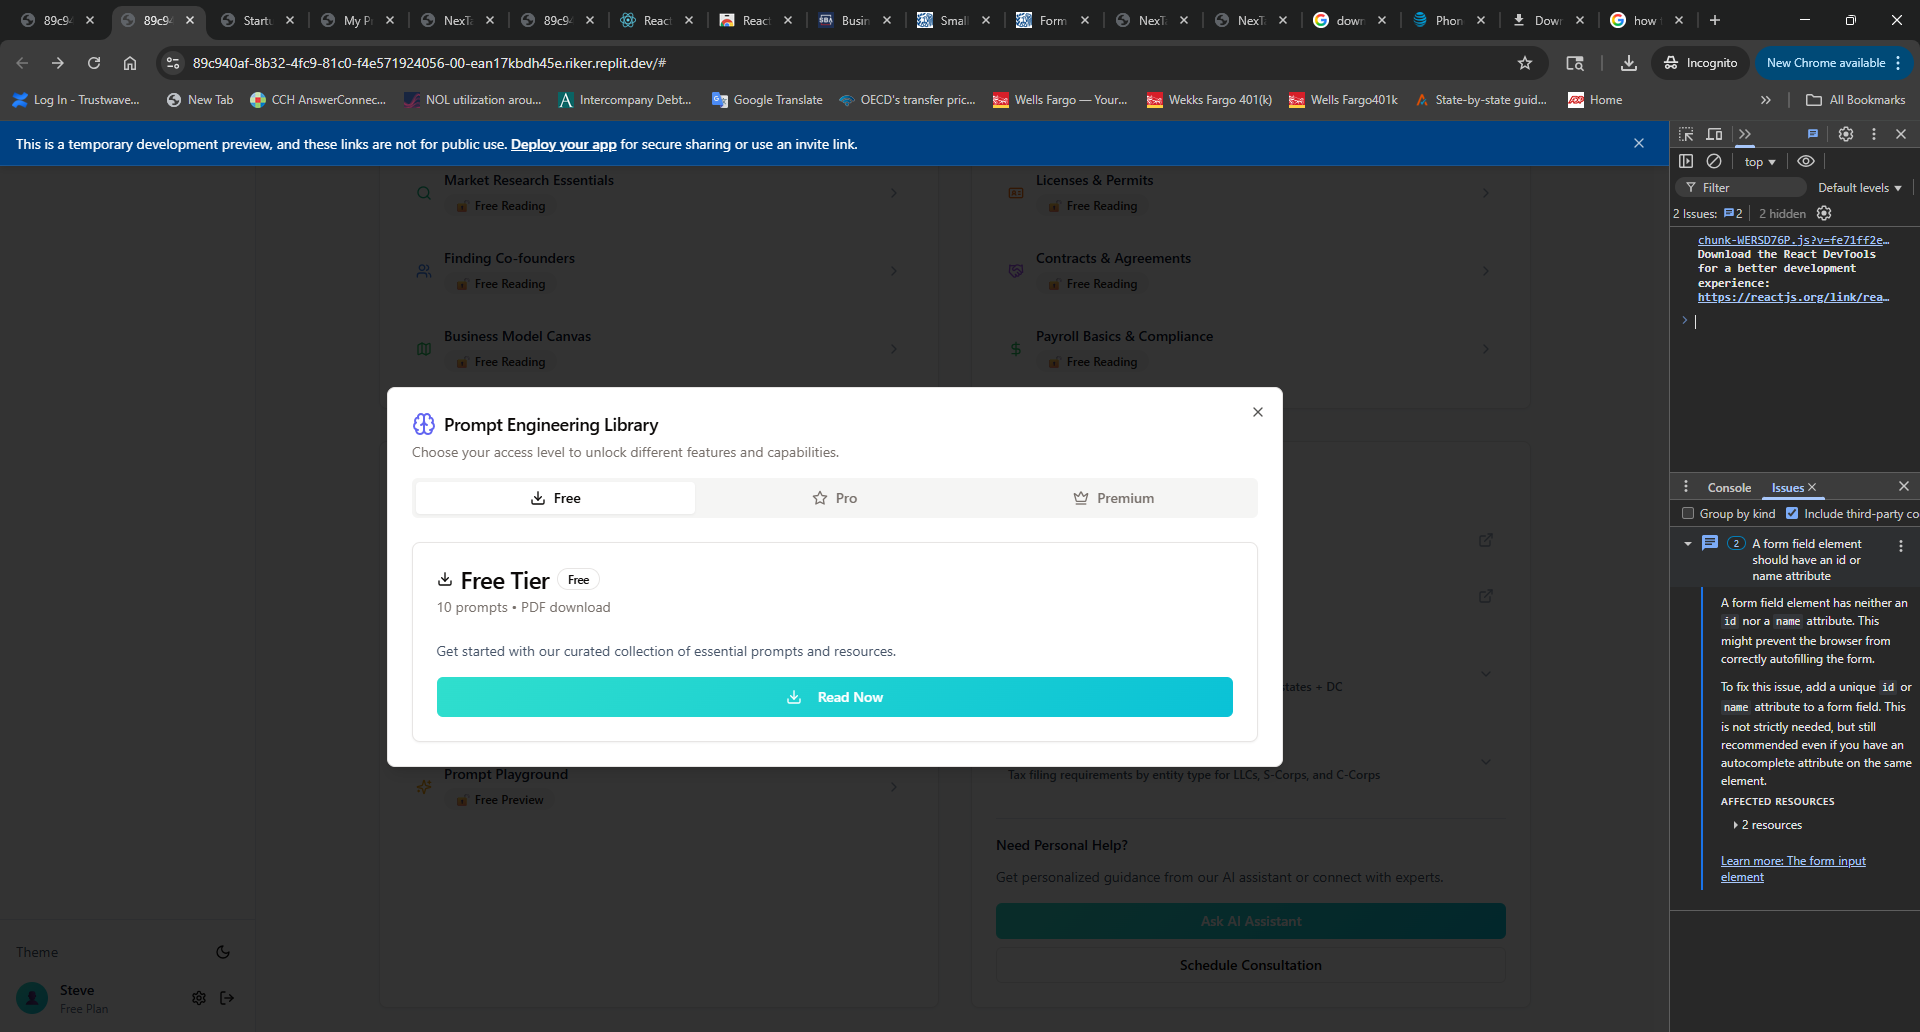 89c94
89c94
Startu
My Pr
NexTa
89c94
React
React
Busin
Small
Form
NexTa
NexTa
down
Phon
Down
how t
89c940af-8b32-4fc9-81c0-f4e571924056-00-ean17kbdh45e.riker.replit.dev/#
Incognito
New Chrome available
Log In - Trustwave...
New Tab
CCH AnswerConnec...
NOL utilization arou...
Intercompany Debt...
Google Translate
OECD's transfer pric...
Wells Fargo — Your...
Wekks Fargo 401(k)
Wells Fargo401k
State-by-state guid...
Home
All Bookmarks
This is a temporary development preview, and these links are not for public use. Deploy your app for secure sharing or use an invite link.
Market Research Essentials
Free Reading
Finding Co-founders
Free Reading
Business Model Canvas
Free Reading
Licenses & Permits
Free Reading
Contracts & Agreements
Free Reading
Payroll Basics & Compliance
Free Reading
Prompt Engineering Library
Choose your access level to unlock different features and capabilities.
Free
Pro
Premium
Free Tier Free
10 prompts • PDF download
Get started with our curated collection of essential prompts and resources.
Read Now
states + DC
Prompt Playground
Free Preview
Tax filing requirements by entity type for LLCs, S-Corps, and C-Corps
Need Personal Help?
Get personalized guidance from our AI assistant or connect with experts.
Ask AI Assistant
Schedule Consultation
Theme
Steve
Free Plan
top
Filter
Default levels
2 Issues: 2
2 hidden
chunk-WERSD76P.js?v=fe71ff2e…
Download the React DevTools
for a better development
experience:
https://reactjs.org/link/rea…
Console
Issues
Group by kind
Include third-party co
2
A form field element
should have an id or
name attribute
A form field element has neither an
id nor a name attribute. This
might prevent the browser from
correctly autofilling the form.
To fix this issue, add a unique id or
name attribute to a form field. This
is not strictly needed, but still
recommended even if you have an
autocomplete attribute on the same
element.
AFFECTED RESOURCES
2 resources
Learn more: The form input
element